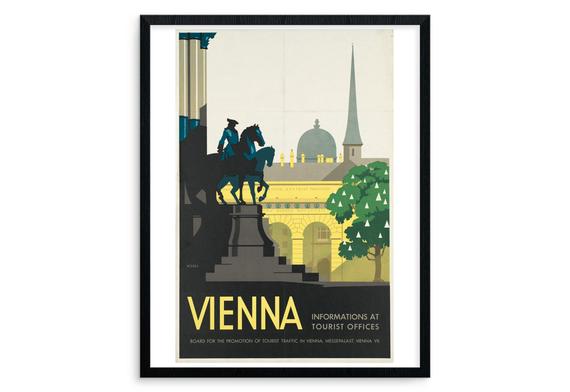 VIENNA
INFORMATIONS AT
TOURIST OFFICES
BOARD FOR THE PROMOTION OF TOURIST TRAFFIC IN VIENNA, MESSEPALAST, VIENNA VII.